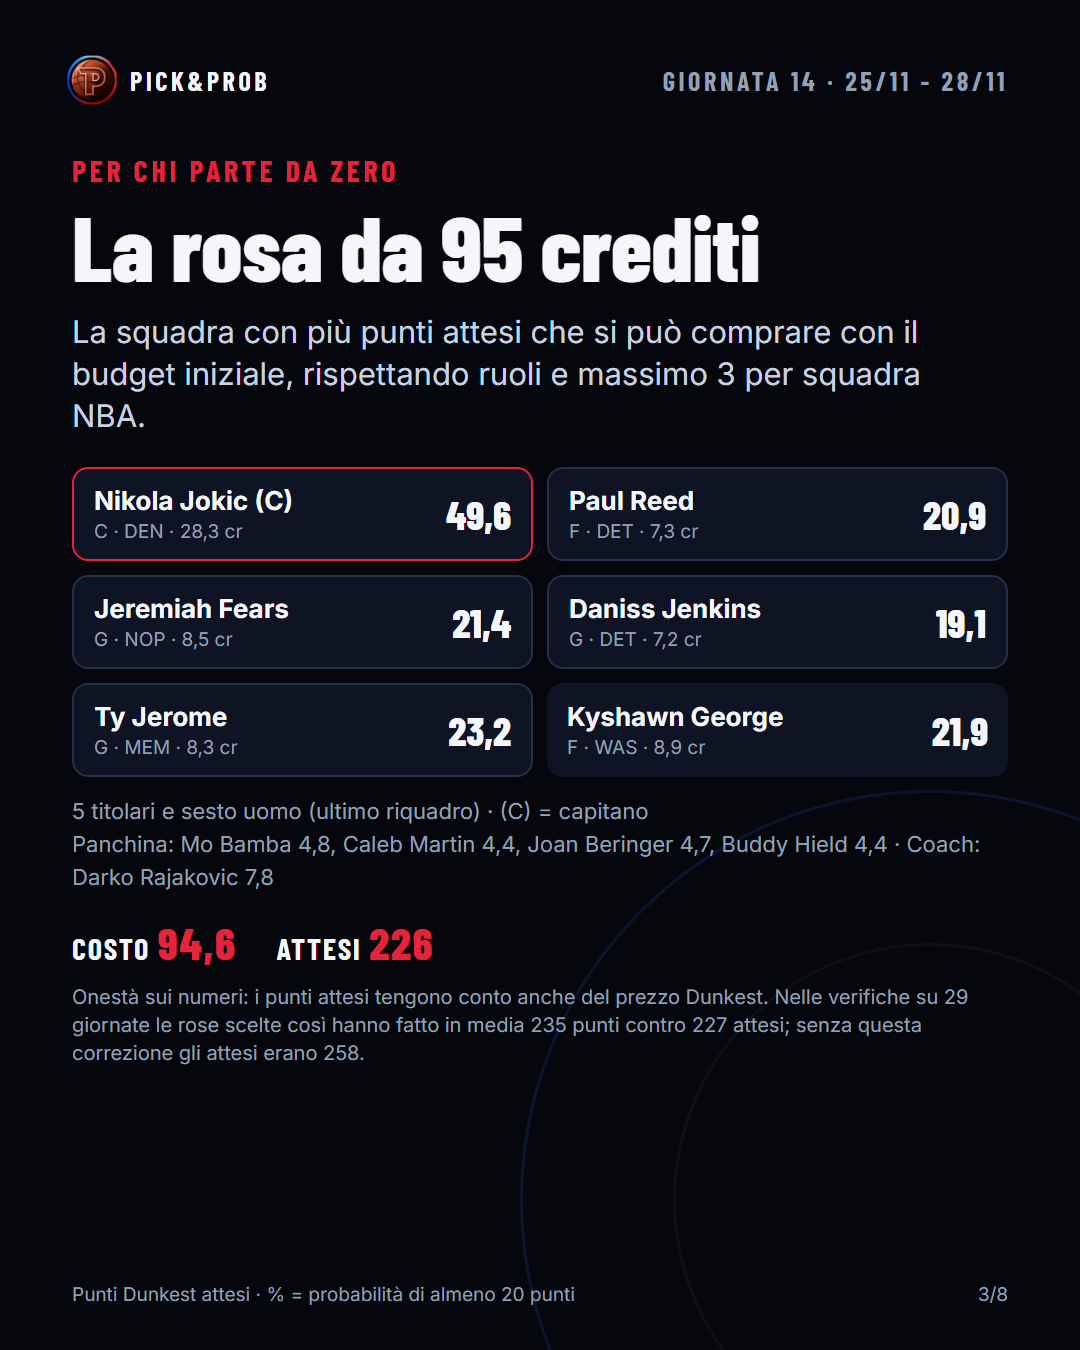 PICK&PROB
GIORNATA 14 · 25/11 - 28/11
PER CHI PARTE DA ZERO
La rosa da 95 crediti
La squadra con più punti attesi che si può comprare con il
budget iniziale, rispettando ruoli e massimo 3 per squadra
NBA.
Nikola Jokic (C)
C · DEN · 28,3 cr
49,6
Paul Reed
F · DET · 7,3 cr
20,9
Jeremiah Fears
G · NOP · 8,5 cr
21,4
Daniss Jenkins
G · DET · 7,2 cr
19,1
Ty Jerome
G · MEM · 8,3 cr
23,2
Kyshawn George
F · WAS · 8,9 cr
21,9
5 titolari e sesto uomo (ultimo riquadro) · (C) = capitano
Panchina: Mo Bamba 4,8, Caleb Martin 4,4, Joan Beringer 4,7, Buddy Hield 4,4 · Coach:
Darko Rajakovic 7,8
COSTO 94,6 ATTESI 226
Onestà sui numeri: i punti attesi tengono conto anche del prezzo Dunkest. Nelle verifiche su 29
giornate le rose scelte così hanno fatto in media 235 punti contro 227 attesi; senza questa
correzione gli attesi erano 258.
Punti Dunkest attesi · % = probabilità di almeno 20 punti
3/8